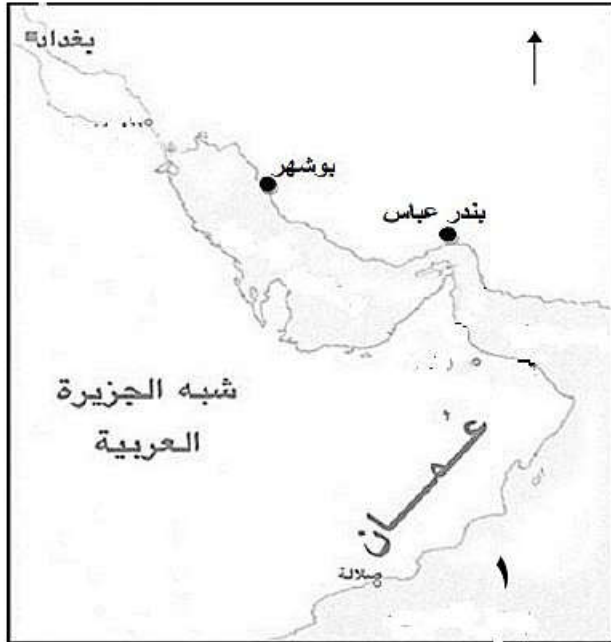 بغداد
بوشهر
بندر عباس
شبه الجزيرة
العربية
عُمان
صلالة
١